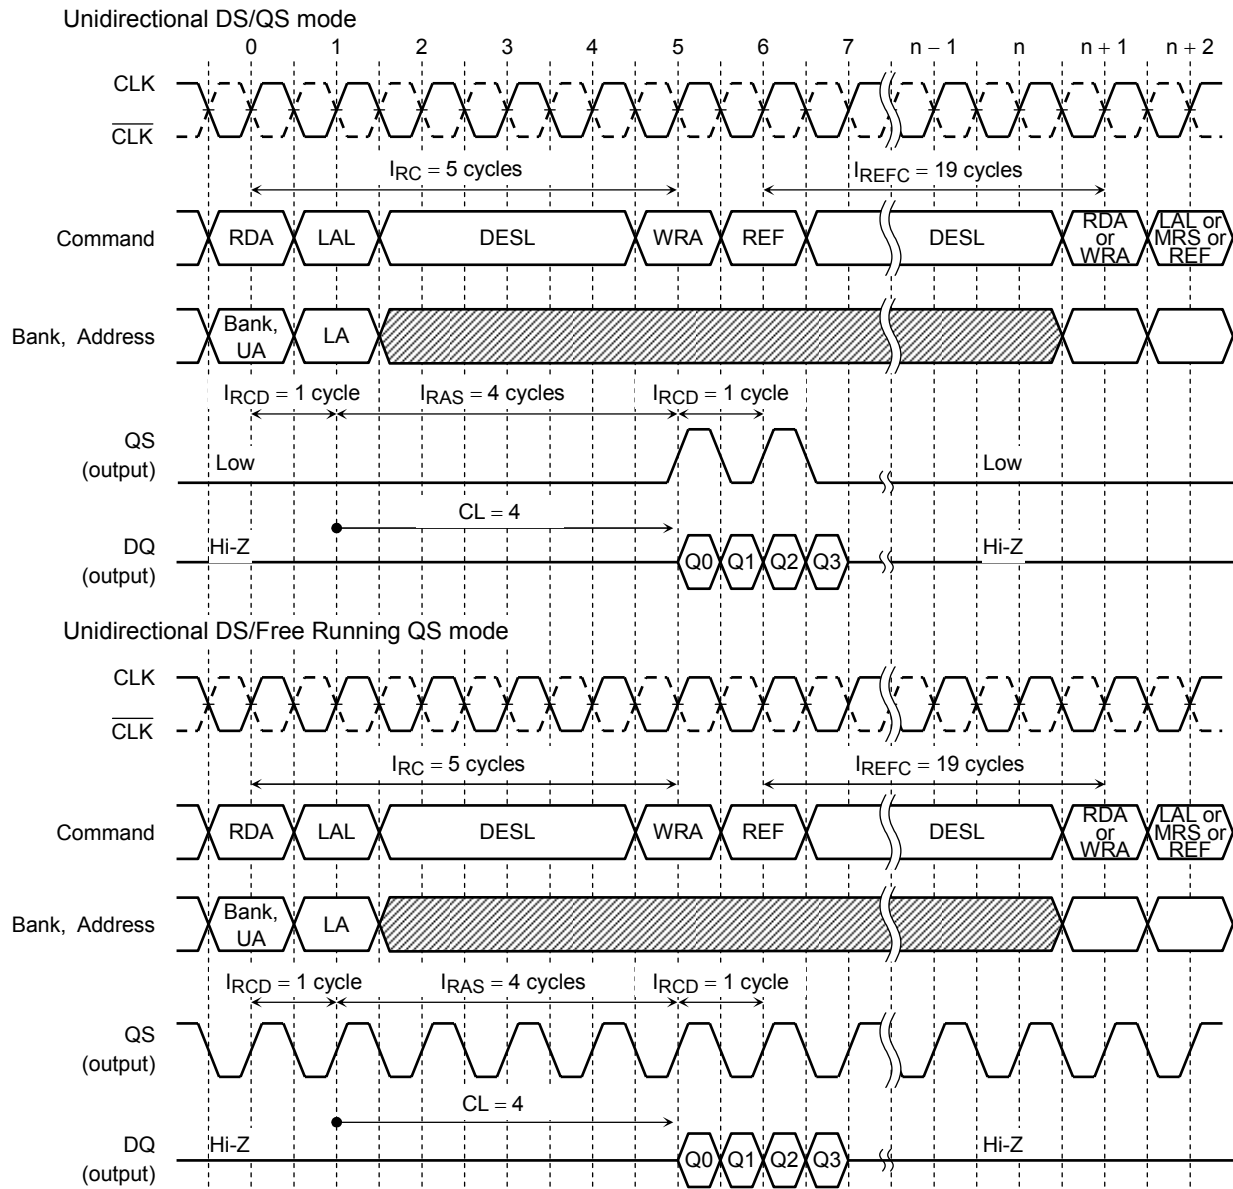 Unidirectional DS/QS mode
0 1 2 3 4 5 6 7 n − 1 n n + 1 n + 2
CLK
CLK
IRC = 5 cycles IREFC = 19 cycles
Command RDA LAL DESL WRA REF DESL RDA or WRA LAL or MRS or REF
Bank, Address Bank, UA LA
IRCD = 1 cycle IRAS = 4 cycles IRCD = 1 cycle
QS (output) Low Low
CL = 4
DQ (output) Hi-Z Q0 Q1 Q2 Q3 Hi-Z
Unidirectional DS/Free Running QS mode
CLK
CLK
IRC = 5 cycles IREFC = 19 cycles
Command RDA LAL DESL WRA REF DESL RDA or WRA LAL or MRS or REF
Bank, Address Bank, UA LA
IRCD = 1 cycle IRAS = 4 cycles IRCD = 1 cycle
QS (output)
CL = 4
DQ (output) Hi-Z Q0 Q1 Q2 Q3 Hi-Z